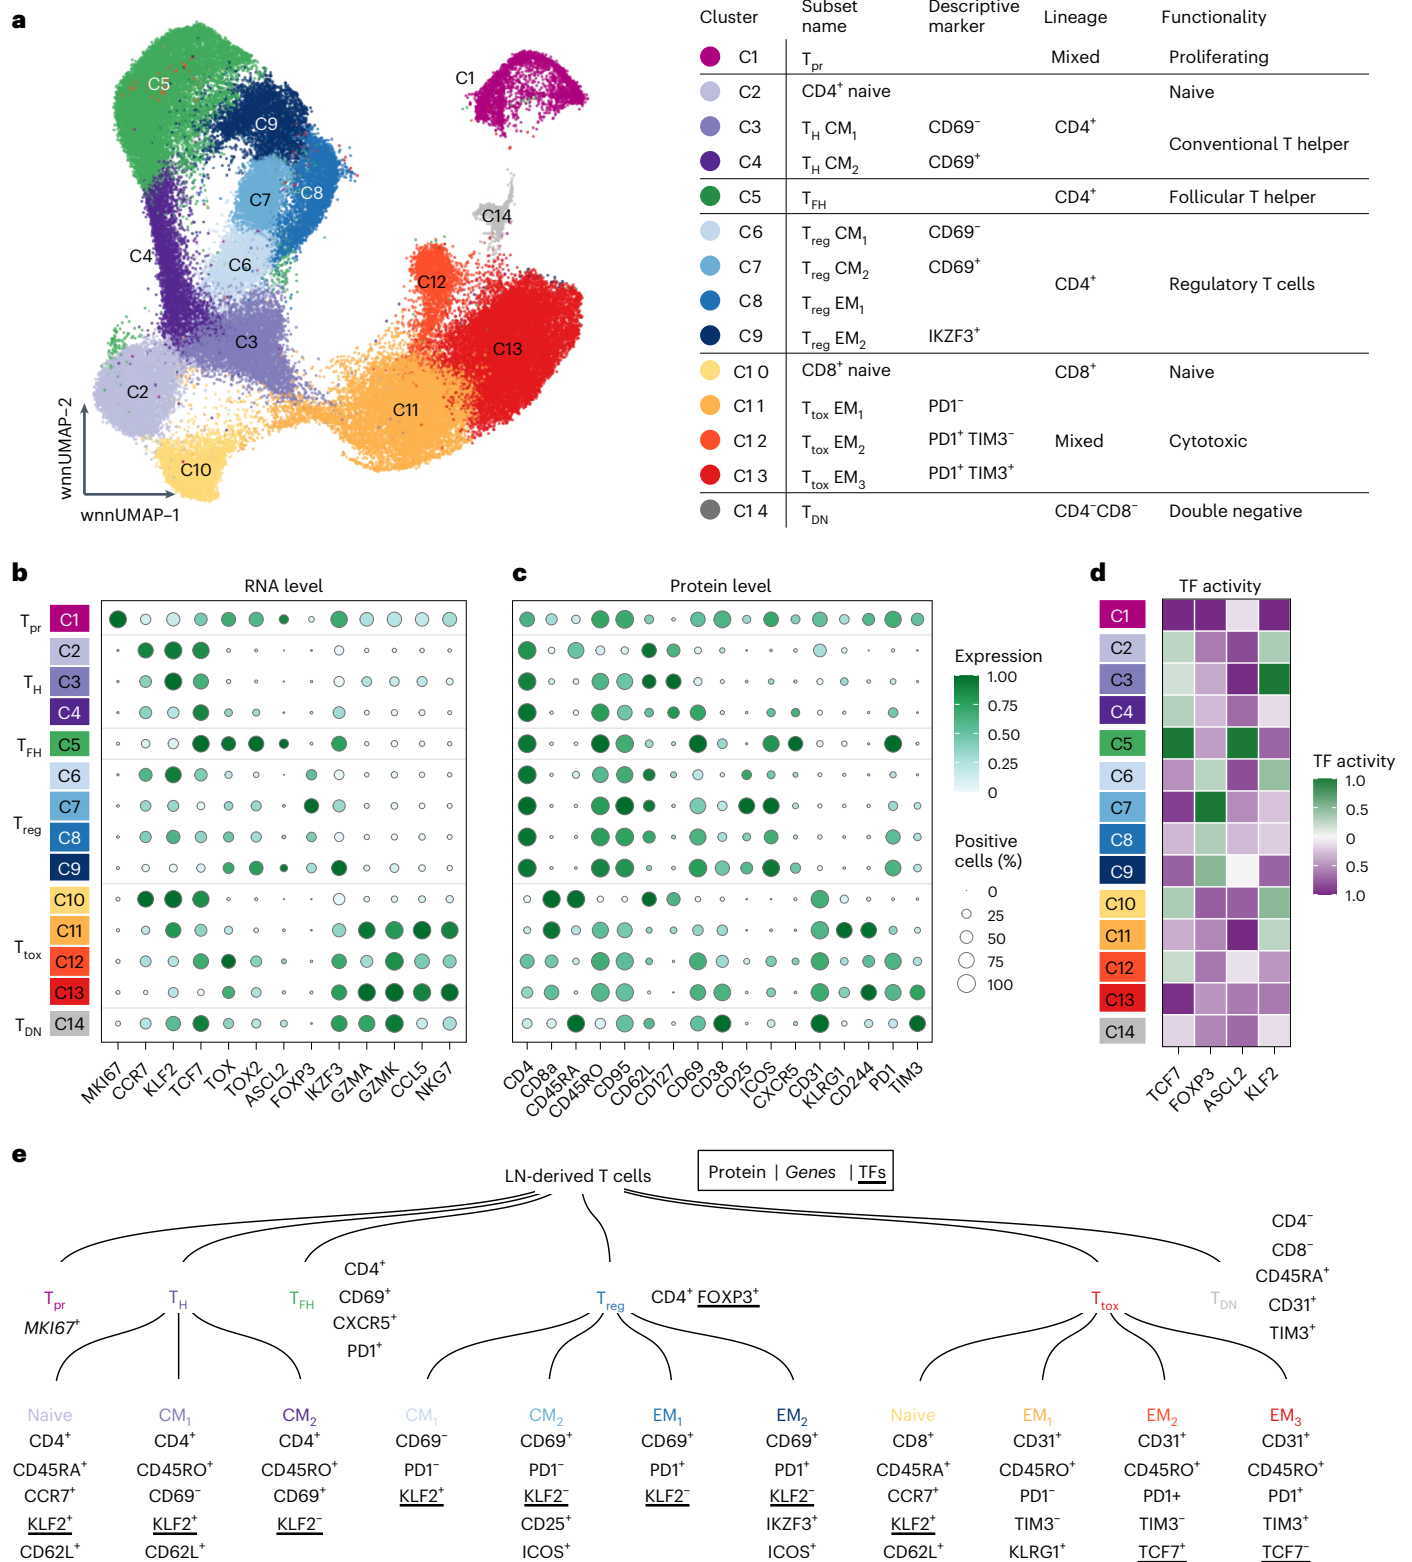 a
C5
C9
C7
C8
C4
C6
C3
C2
C10
C1
C14
C12
C13
C11
wnnUMAP–2
wnnUMAP–1
Cluster Subset name Descriptive marker Lineage Functionality
C1 Tpr Mixed Proliferating
C2 CD4+ naive Naive
C3 TH CM1 CD69− CD4+
Conventional T helper
C4 TH CM2 CD69+
C5 TFH CD4+ Follicular T helper
C6 Treg CM1 CD69−
C7 Treg CM2 CD69+
CD4+ Regulatory T cells
C8 Treg EM1
C9 Treg EM2 IKZF3+
C10 CD8+ naive CD8+ Naive
C11 Ttox EM1 PD1−
C12 Ttox EM2 PD1+ TIM3− Mixed Cytotoxic
C13 Ttox EM3 PD1+ TIM3+
C14 TDN CD4−CD8− Double negative
b
RNA level
Tpr C1
C2
TH C3
C4
TFH C5
C6
C7
Treg
C8
C9
C10
C11
Ttox
C12
C13
TDN C14
MKI67 CCR7 KLF2 TCF7 TOX TOX2 ASCL2 FOXP3 IKZF3 GZMA GZMK CCL5 NKG7
c
Protein level
CD4 CD8a CD45RA CD45RO CD95 CD62L CD127 CD69 CD38 CD25 ICOS CXCR5 CD31 KLRG1 CD244 PD1 TIM3
Expression
1.00
0.75
0.50
0.25
0
Positive
cells (%)
0
25
50
75
100
d
TF activity
C1
C2
C3
C4
C5
C6
C7
C8
C9
C10
C11
C12
C13
C14
TCF7 FOXP3 ASCL2 KLF2
TF activity
1.0
0.5
0
0.5
1.0
e
LN-derived T cells
Protein | Genes | TFs
Tpr
MKI67+
TH
TFH
CD4+
CD69+
CXCR5+
PD1+
Treg
CD4+ FOXP3+
Ttox
TDN
CD4−
CD8−
CD45RA+
CD31+
TIM3+
Naive CM1 CM2 CM1 CM2 EM1 EM2 Naive EM1 EM2 EM3
CD4+ CD4+ CD4+ CD69− CD69+ CD69+ CD69+ CD8+ CD31+ CD31+ CD31+
CD45RA+ CD45RO+ CD45RO+ PD1− PD1− PD1+ PD1+ CD45RA+ CD45RO+ CD45RO+ CD45RO+
CCR7+ CD69− CD69+ KLF2+ KLF2− KLF2− KLF2− CCR7+ PD1− PD1+ PD1+
KLF2+ KLF2+ KLF2− CD25+ IKZF3+ KLF2+ TIM3− TIM3− TIM3+
CD62L+ CD62L+ ICOS+ ICOS+ CD62L+ KLRG1+ TCF7+ TCF7−